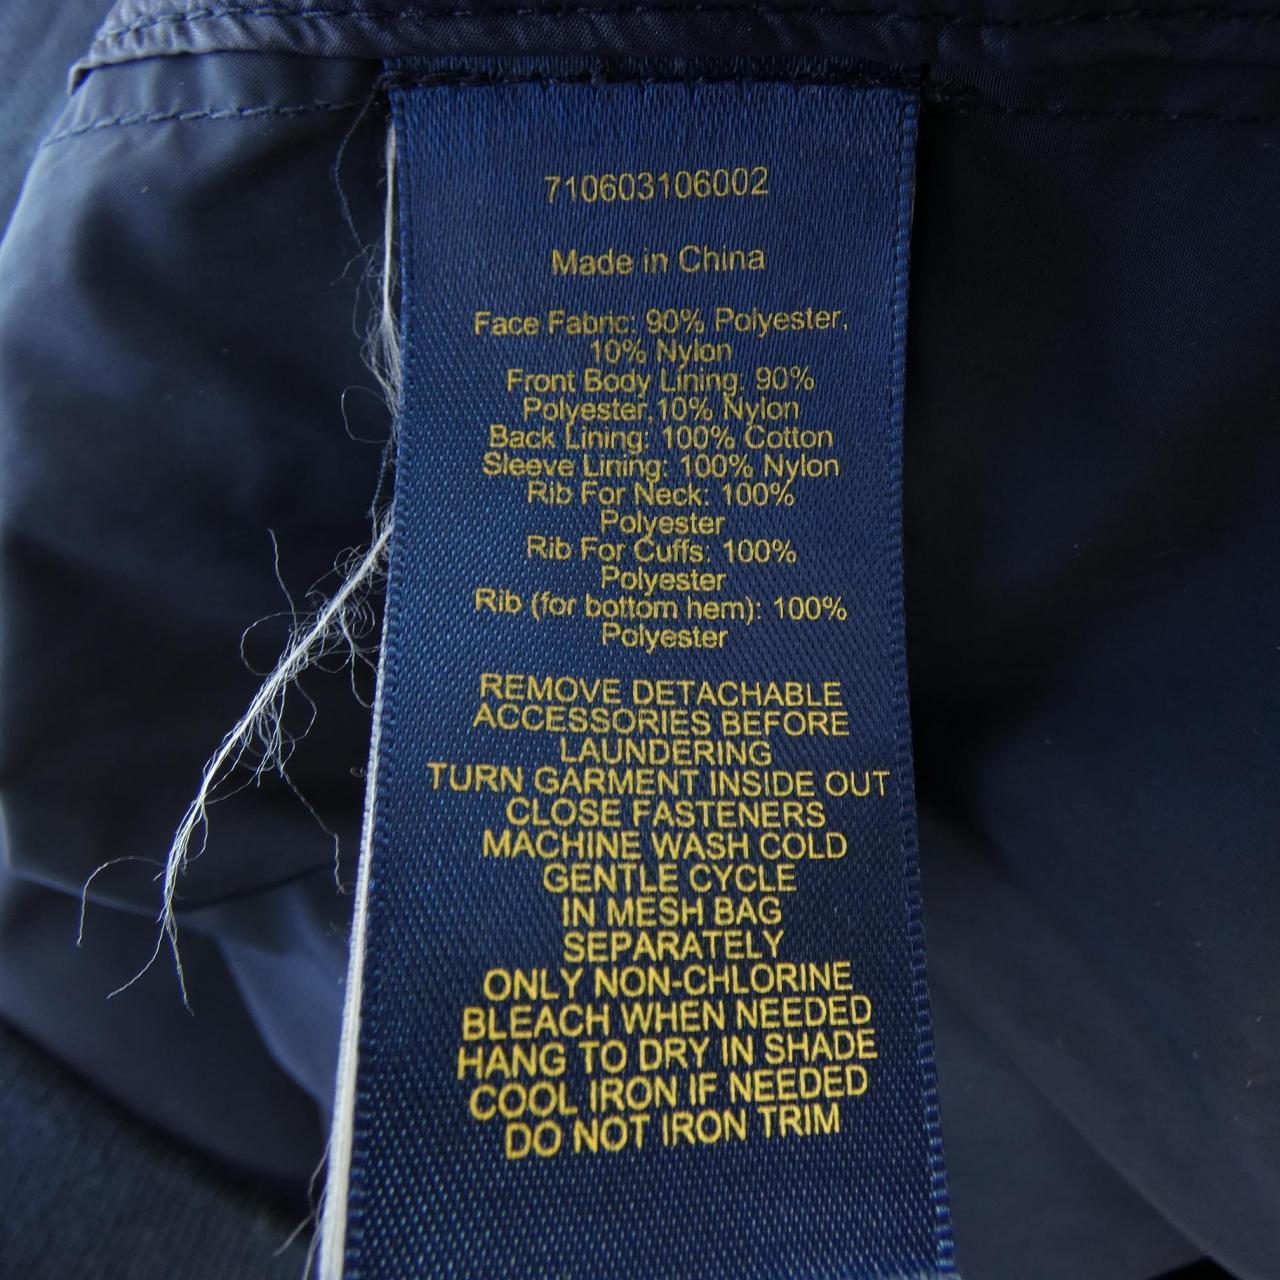 710603106002
Made in China
Face Fabric: 90% Polyester,
10% Nylon
Front Body Lining: 90%
Polyester,10% Nylon
Back Lining: 100% Cotton
Sleeve Lining: 100% Nylon
Rib For Neck: 100%
Polyester
Rib For Cuffs: 100%
Polyester
Rib (for bottom hem): 100%
Polyester
REMOVE DETACHABLE
ACCESSORIES BEFORE
LAUNDERING
TURN GARMENT INSIDE OUT
CLOSE FASTENERS
MACHINE WASH COLD
GENTLE CYCLE
IN MESH BAG
SEPARATELY
ONLY NON-CHLORINE
BLEACH WHEN NEEDED
HANG TO DRY IN SHADE
COOL IRON IF NEEDED
DO NOT IRON TRIM